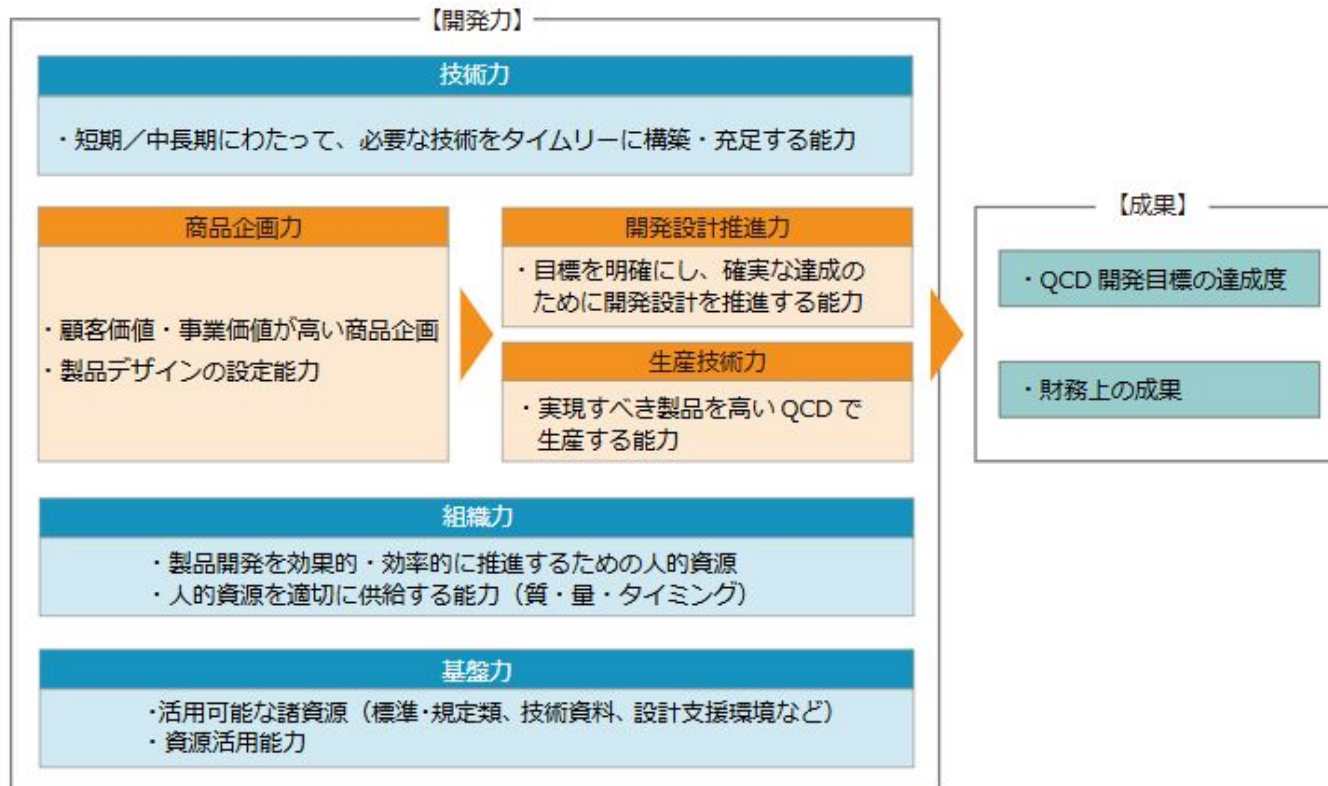 【開発力】
技術力
・短期／中長期にわたって、必要な技術をタイムリーに構築・充足する能力
商品企画力
・顧客価値・事業価値が高い商品企画
・製品デザインの設定能力
開発設計推進力
・目標を明確にし、確実な達成の
ために開発設計を推進する能力
生産技術力
・実現すべき製品を高い QCD で
生産する能力
組織力
・製品開発を効果的・効率的に推進するための人的資源
・人的資源を適切に供給する能力（質・量・タイミング）
基盤力
・活用可能な諸資源（標準・規定類、技術資料、設計支援環境など）
・資源活用能力
【成果】
・QCD 開発目標の達成度
・財務上の成果